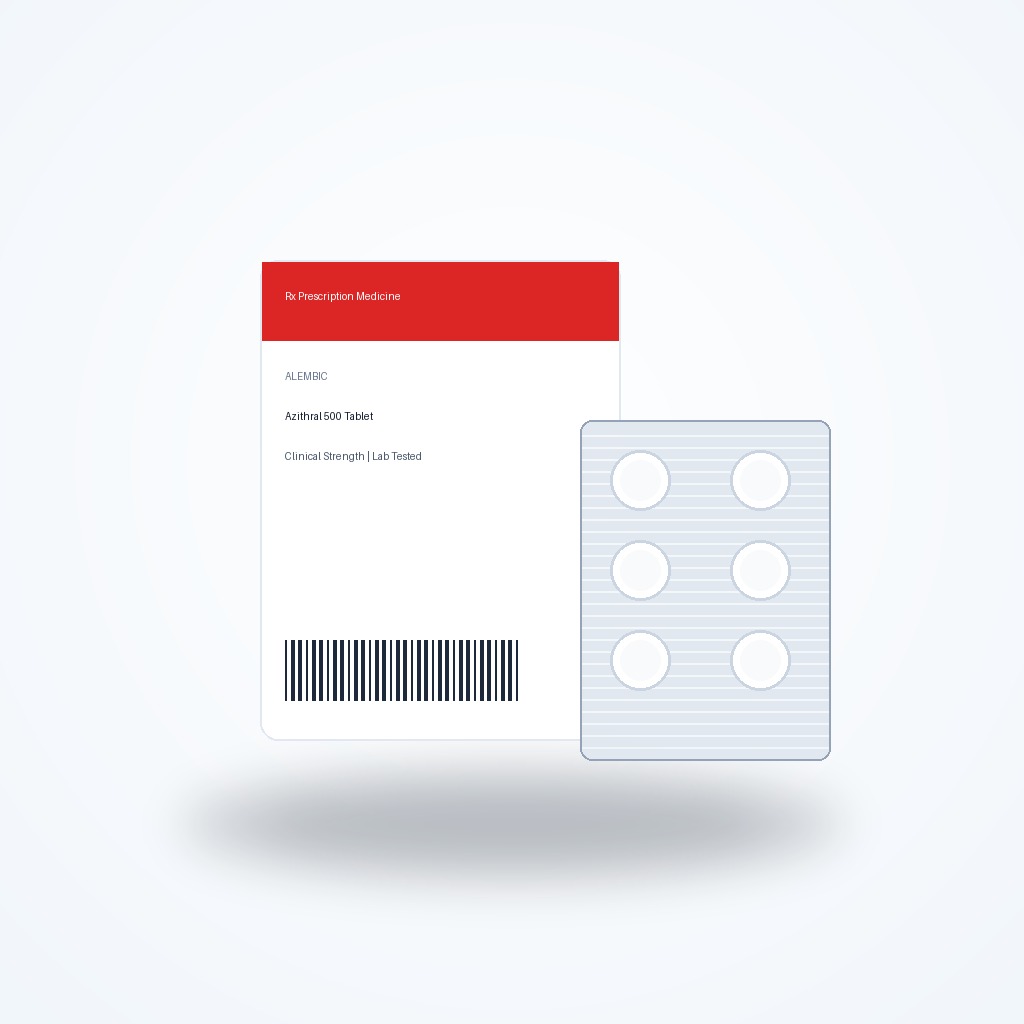 Rx Prescription Medicine
ALEMBIC
Azithral 500 Tablet
Clinical Strength | Lab Tested